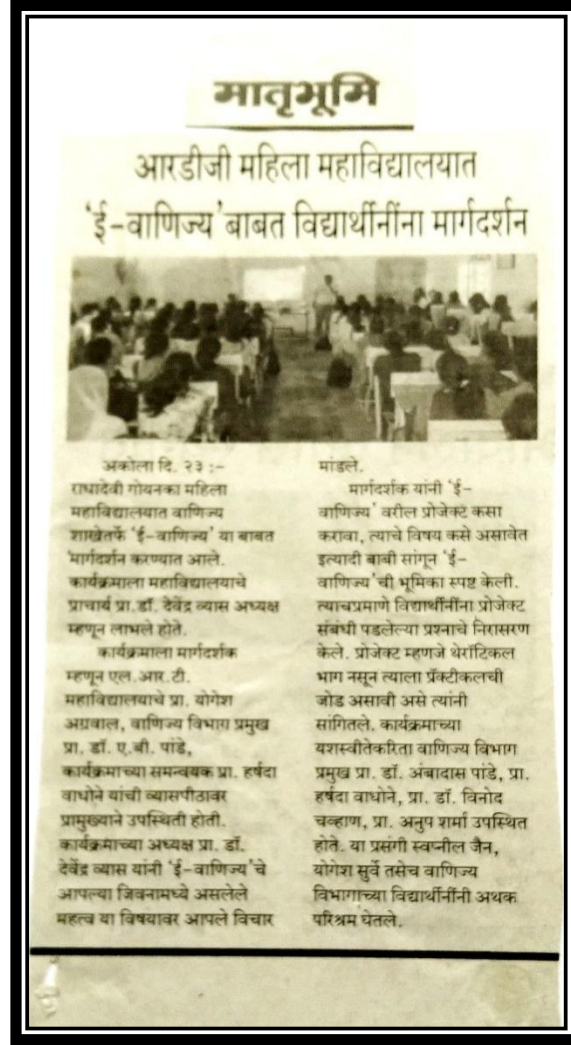 मातृभूमि
आरडीजी महिला महाविद्यालयात
‘ई-वाणिज्य’बाबत विद्यार्थीनींना मार्गदर्शन
अकोला दि. २३ :-
राधादेवी गोयनका महिला
महाविद्यालयात वाणिज्य
शाखेतर्फे ‘ई-वाणिज्य’ या बाबत
मार्गदर्शन करण्यात आले.
कार्यक्रमाला महाविद्यालयाचे
प्राचार्य प्रा.डॉ. देवेंद्र व्यास अध्यक्ष
म्हणून लाभले होते.
कार्यक्रमाला मार्गदर्शक
म्हणून एल.आर.टी.
महाविद्यालयाचे प्रा. योगेश
अग्रवाल, वाणिज्य विभाग प्रमुख
प्रा. डॉ. ए.बी. पांडे,
कार्यक्रमाच्या समन्वयक प्रा. हर्षदा
वाधोने यांची व्यासपीठावर
प्रामुख्याने उपस्थिती होती.
कार्यक्रमाच्या अध्यक्ष प्रा. डॉ.
देवेंद्र व्यास यांनी ‘ई-वाणिज्य’चे
आपल्या जिवनामध्ये असलेले
महत्व या विषयावर आपले विचार
मांडले.
मार्गदर्शक यांनी ‘ई-
वाणिज्य’ वरील प्रोजेक्ट कसा
करावा, त्याचे विषय कसे असावेत
इत्यादी बाबी सांगून ‘ई-
वाणिज्य’ची भूमिका स्पष्ट केली.
त्याचप्रमाणे विद्यार्थीनींना प्रोजेक्ट
संबंधी पडलेल्या प्रश्नाचे निरासरण
केले. प्रोजेक्ट म्हणजे थेरॉटिकल
भाग नसून त्याला प्रॅक्टीकलची
जोड असावी असे त्यांनी
सांगितले. कार्यक्रमाच्या
यशस्वीतेकरिता वाणिज्य विभाग
प्रमुख प्रा. डॉ. अंबादास पांडे, प्रा.
हर्षदा वाधोने, प्रा. डॉ. विनोद
चव्हाण, प्रा. अनुप शर्मा उपस्थित
होते. या प्रसंगी स्वप्नील जैन,
योगेश सुर्वे तसेच वाणिज्य
विभागाच्या विद्यार्थीनींनी अथक
परिश्रम घेतले.